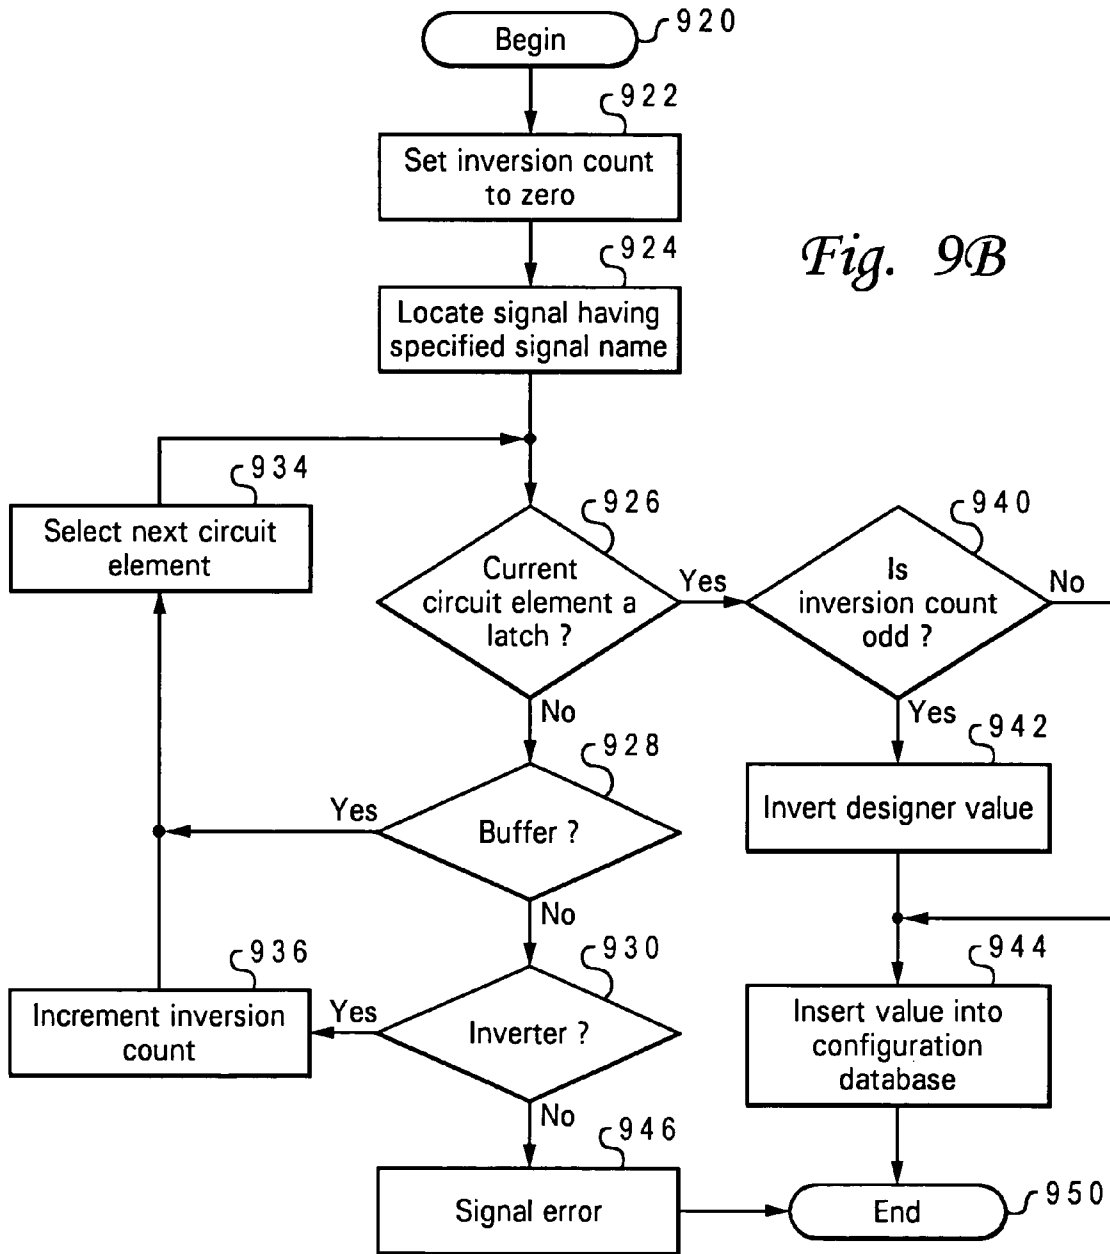 Begin
920
922
Set inversion count
to zero
924
Locate signal having
specified signal name
Fig. 9B
934
Select next circuit
element
926
Current
circuit element a
latch ?
Yes
No
940
Is
inversion count
odd ?
No
Yes
928
Buffer ?
Yes
No
942
Invert designer value
930
Inverter ?
Yes
No
936
Increment inversion
count
944
Insert value into
configuration
database
946
Signal error
End
950